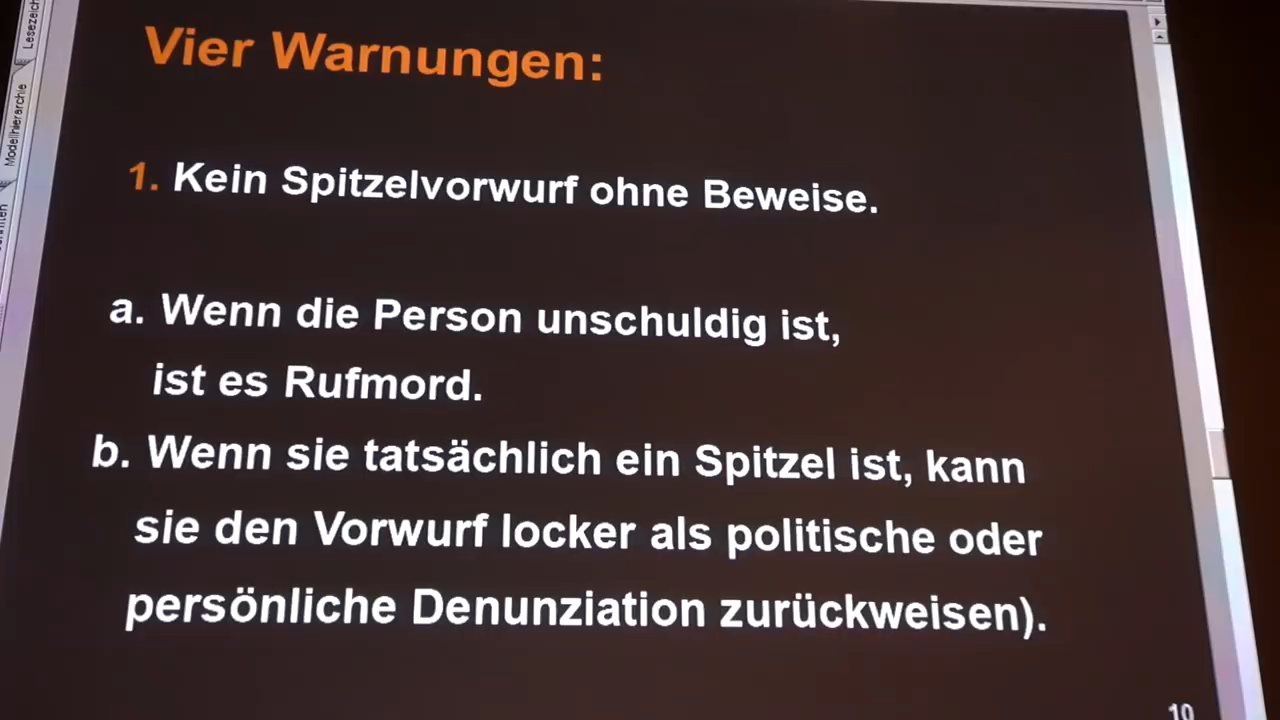 Vier Warnungen:
1. Kein Spitzelvorwurf ohne Beweise.
a. Wenn die Person unschuldig ist,
ist es Rufmord.
b. Wenn sie tatsächlich ein Spitzel ist, kann
sie den Vorwurf locker als politische oder
persönliche Denunziation zurückweisen).
Modellhierarchie